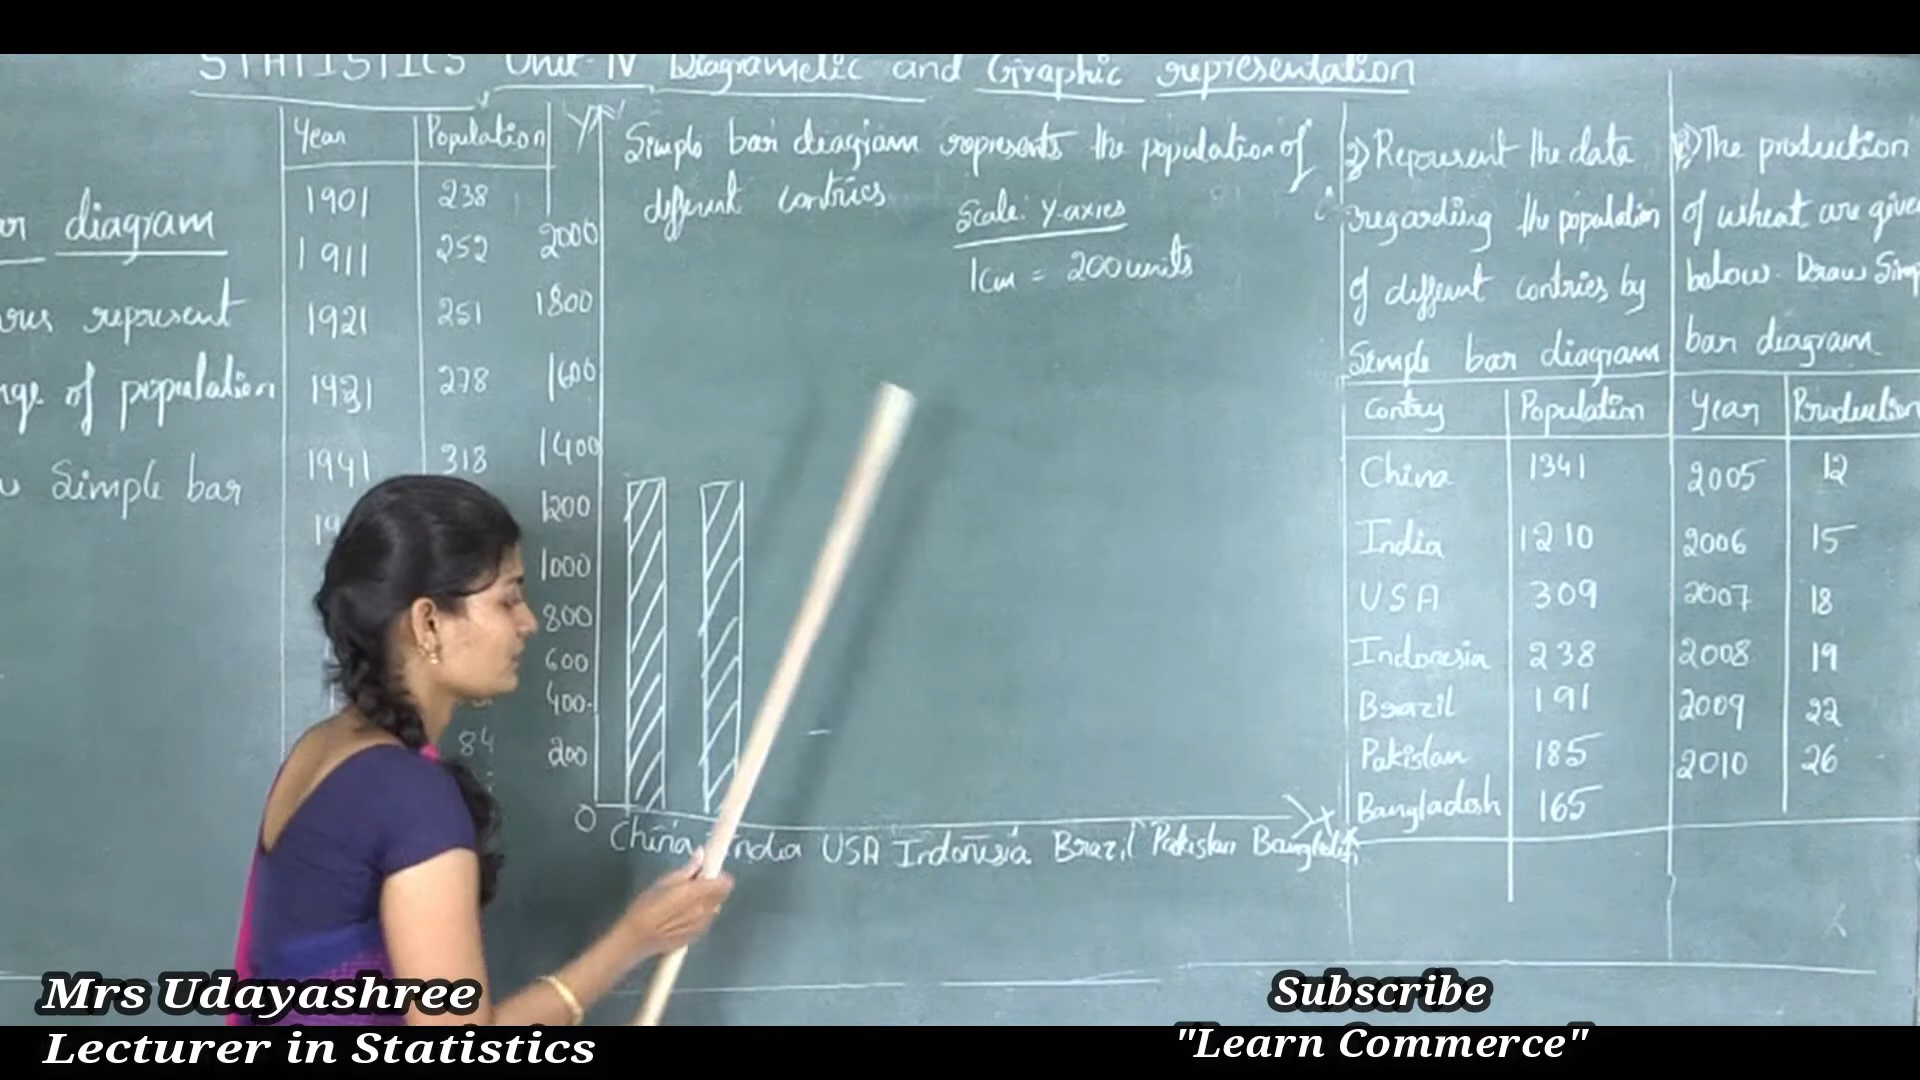 STATISTICS Unit-IV Diagrametic and Graphic representation
ar diagram
represent
nge of population
Simple bar
Year Population
1901 238
1911 252
1921 251
1931 278
1941 318
19
84
Y
2000
1800
1600
1400
1200
1000
800
600
400
200
0
Simple bar deagram represents the population of
different contries
Scale: Y-axies
1cm = 200 units
China India USA Indonesia Brazil Pakistan Bangladesh
X
2) Represent the data
regarding the population
of different contries by
Simple bar diagram
Contry Population
China 1341
India 1210
USA 309
Indonesia 238
Brazil 191
Pakistan 185
Bangladesh 165
The production
of wheat are given
below. Draw Simp
bar diagram
Year Production
2005 12
2006 15
2007 18
2008 19
2009 22
2010 26
Mrs Udayashree
Lecturer in Statistics
Subscribe
"Learn Commerce"